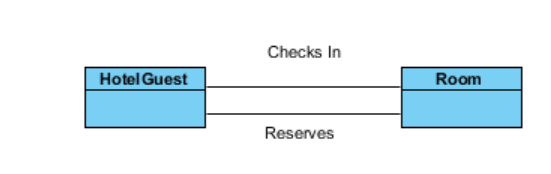 Checks In
HotelGuest
Room
Reserves